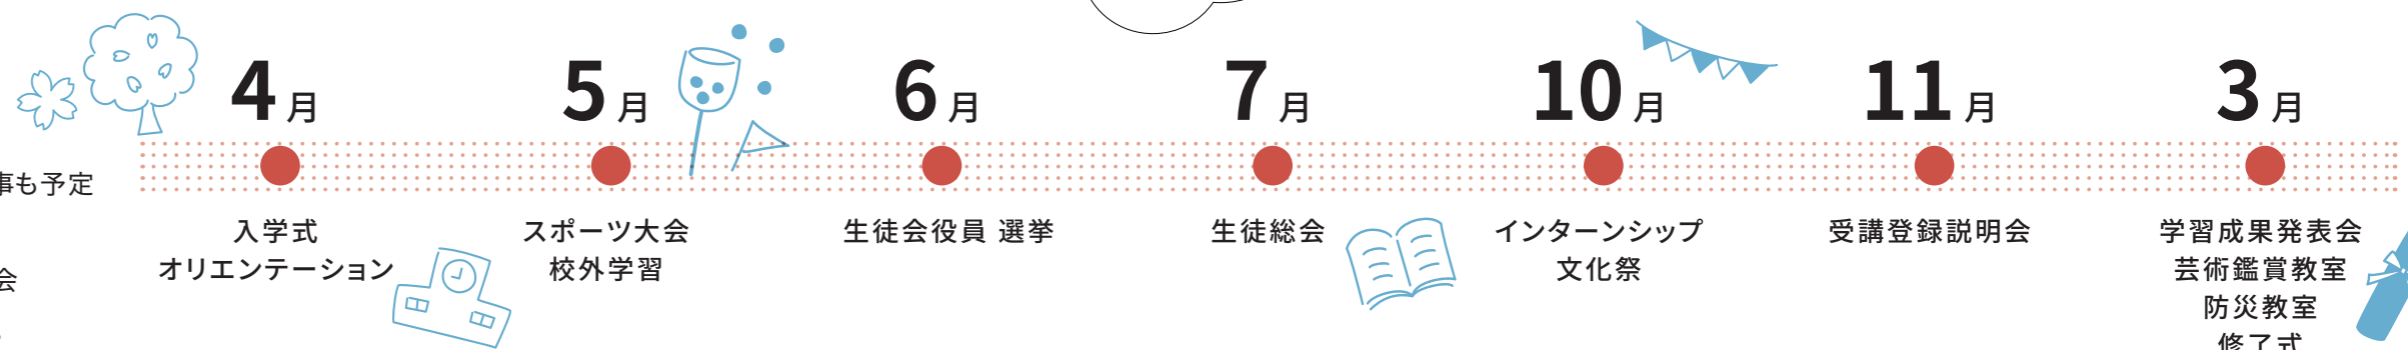 4月
入学式
オリエンテーション
5月
スポーツ大会
校外学習
6月
生徒会役員 選挙
7月
生徒総会
10月
インターンシップ
文化祭
11月
受講登録説明会
3月
学習成果発表会
芸術鑑賞教室
防災教室
修了式
事も予定
会